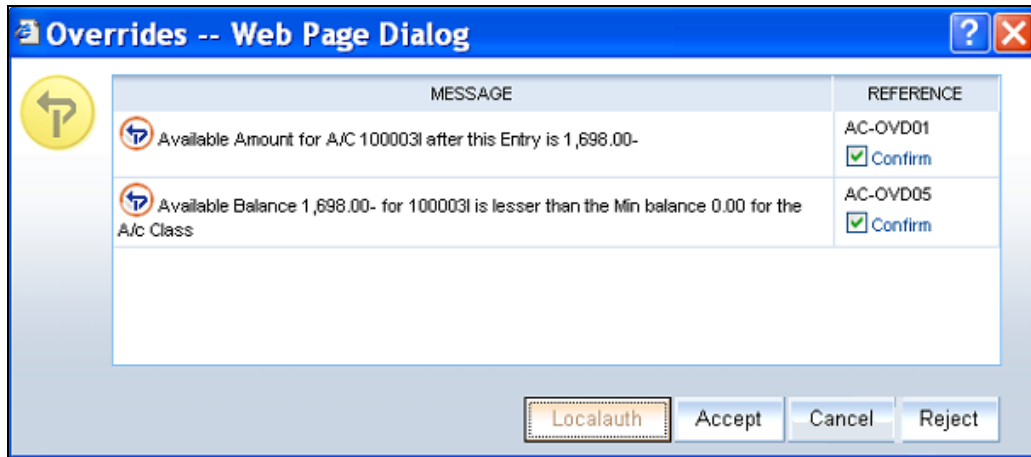 Overrides -- Web Page Dialog
MESSAGE REFERENCE
Available Amount for A/C 100003I after this Entry is 1,698.00- AC-OVD01
Confirm
Available Balance 1,698.00- for 100003I is lesser than the Min balance 0.00 for the AC-OVD05
A/c Class Confirm
Localauth Accept Cancel Reject